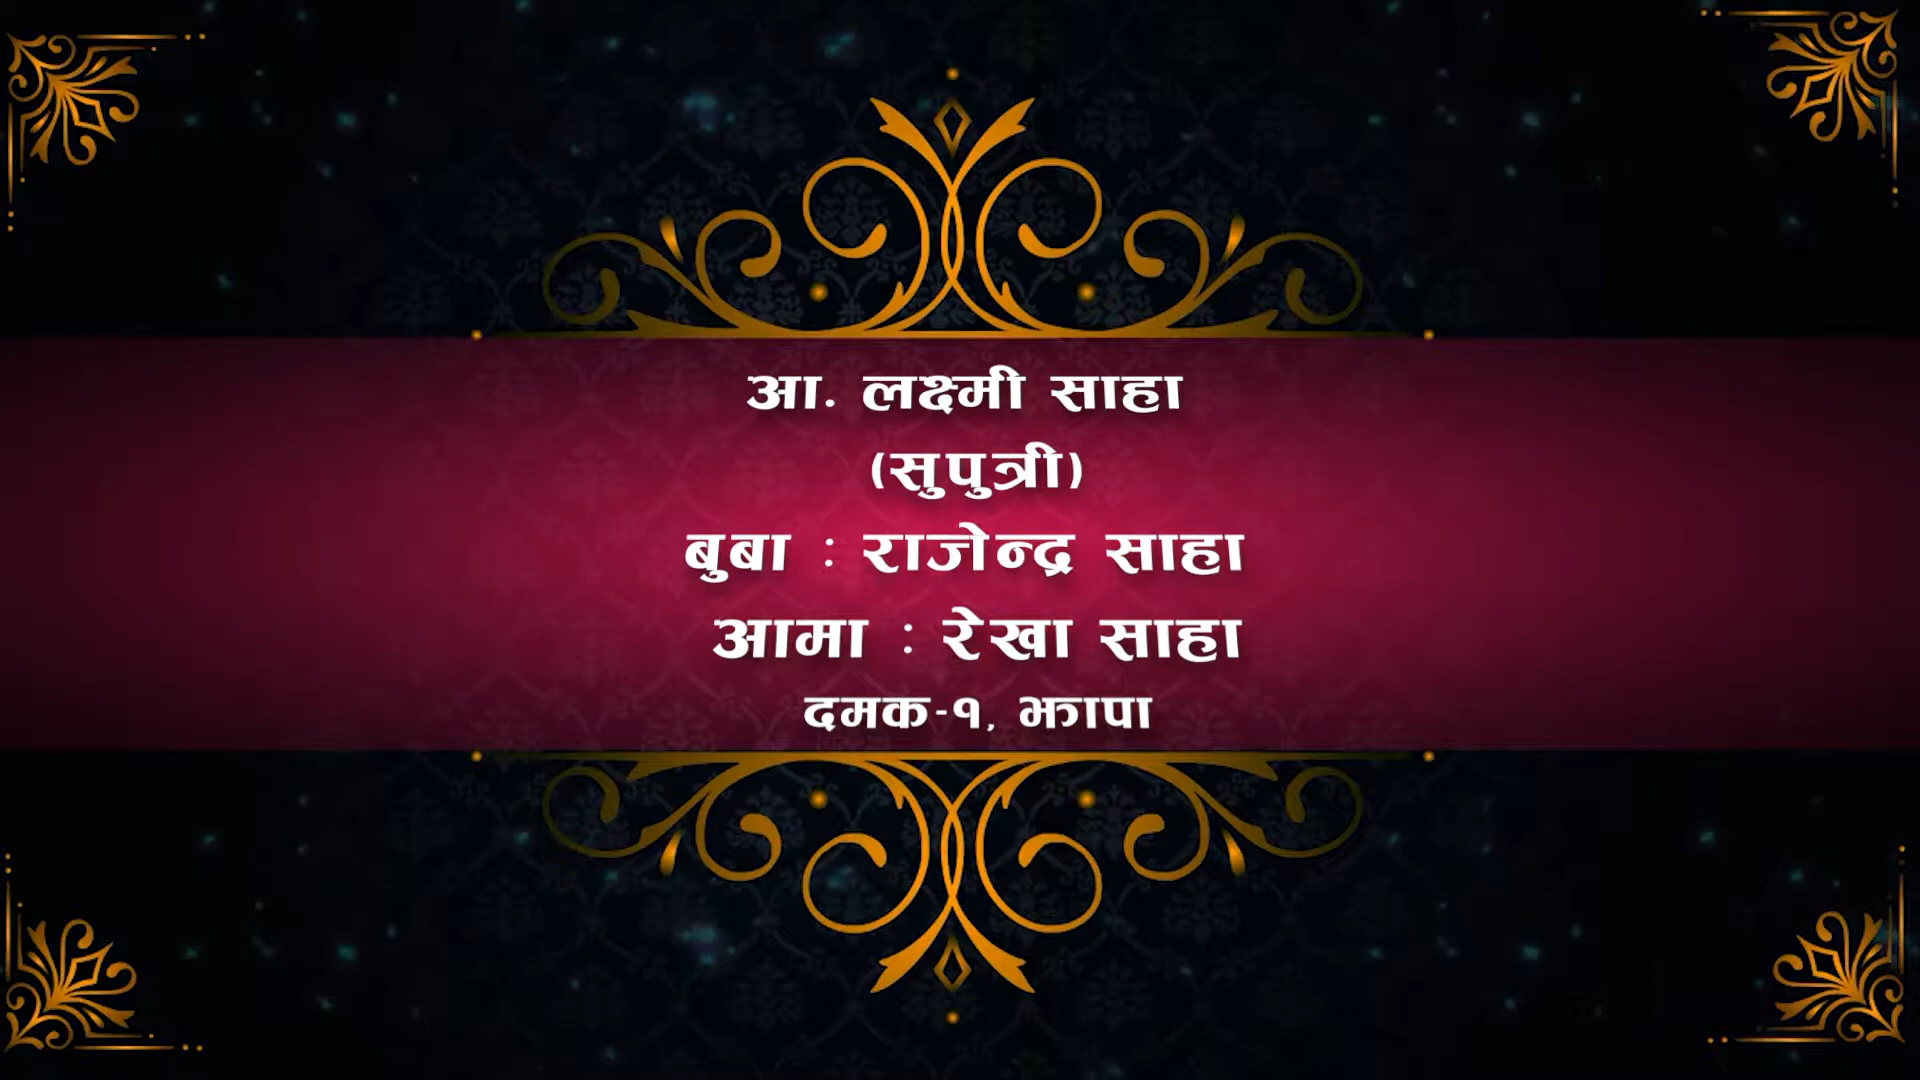 आ. लक्ष्मी साहा
(सुपुत्री)
बुबा : राजेन्द्र साहा
आमा : रेखा साहा
दमक-१, झापा